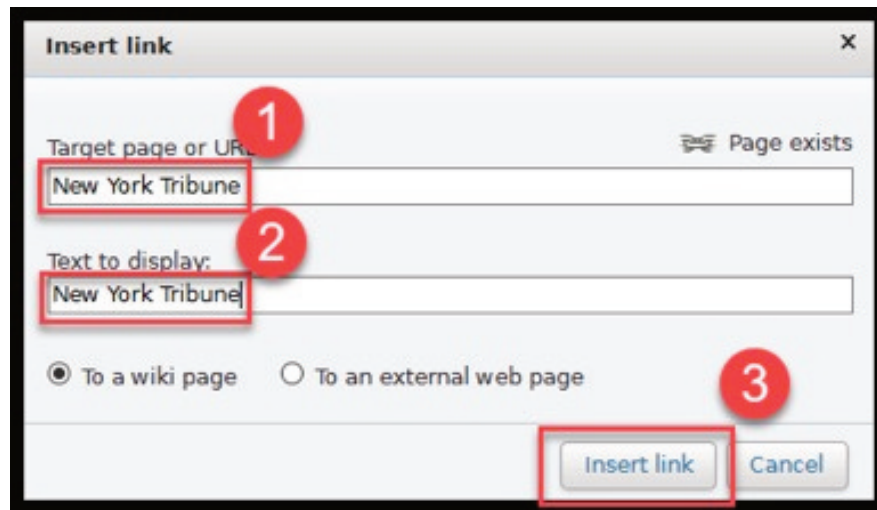 Insert link ×
1
Target page or UR
Page exists
New York Tribune
2
Text to display:
New York Tribune
To a wiki page To an external web page
3
Insert link Cancel